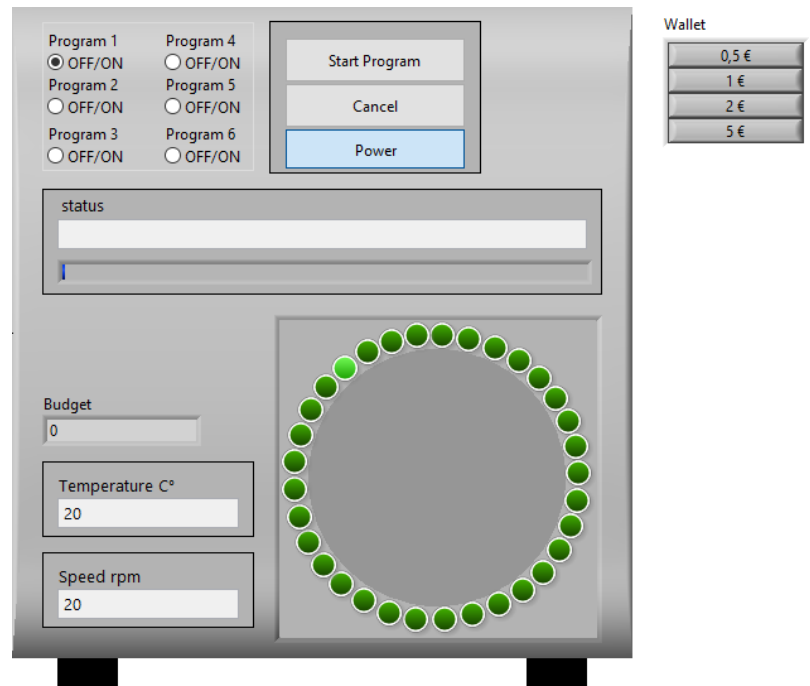 Program 1
OFF/ON
Program 2
OFF/ON
Program 3
OFF/ON
Program 4
OFF/ON
Program 5
OFF/ON
Program 6
OFF/ON
Start Program
Cancel
Power
Wallet
0,5 €
1 €
2 €
5 €
status
Budget
0
Temperature C°
20
Speed rpm
20